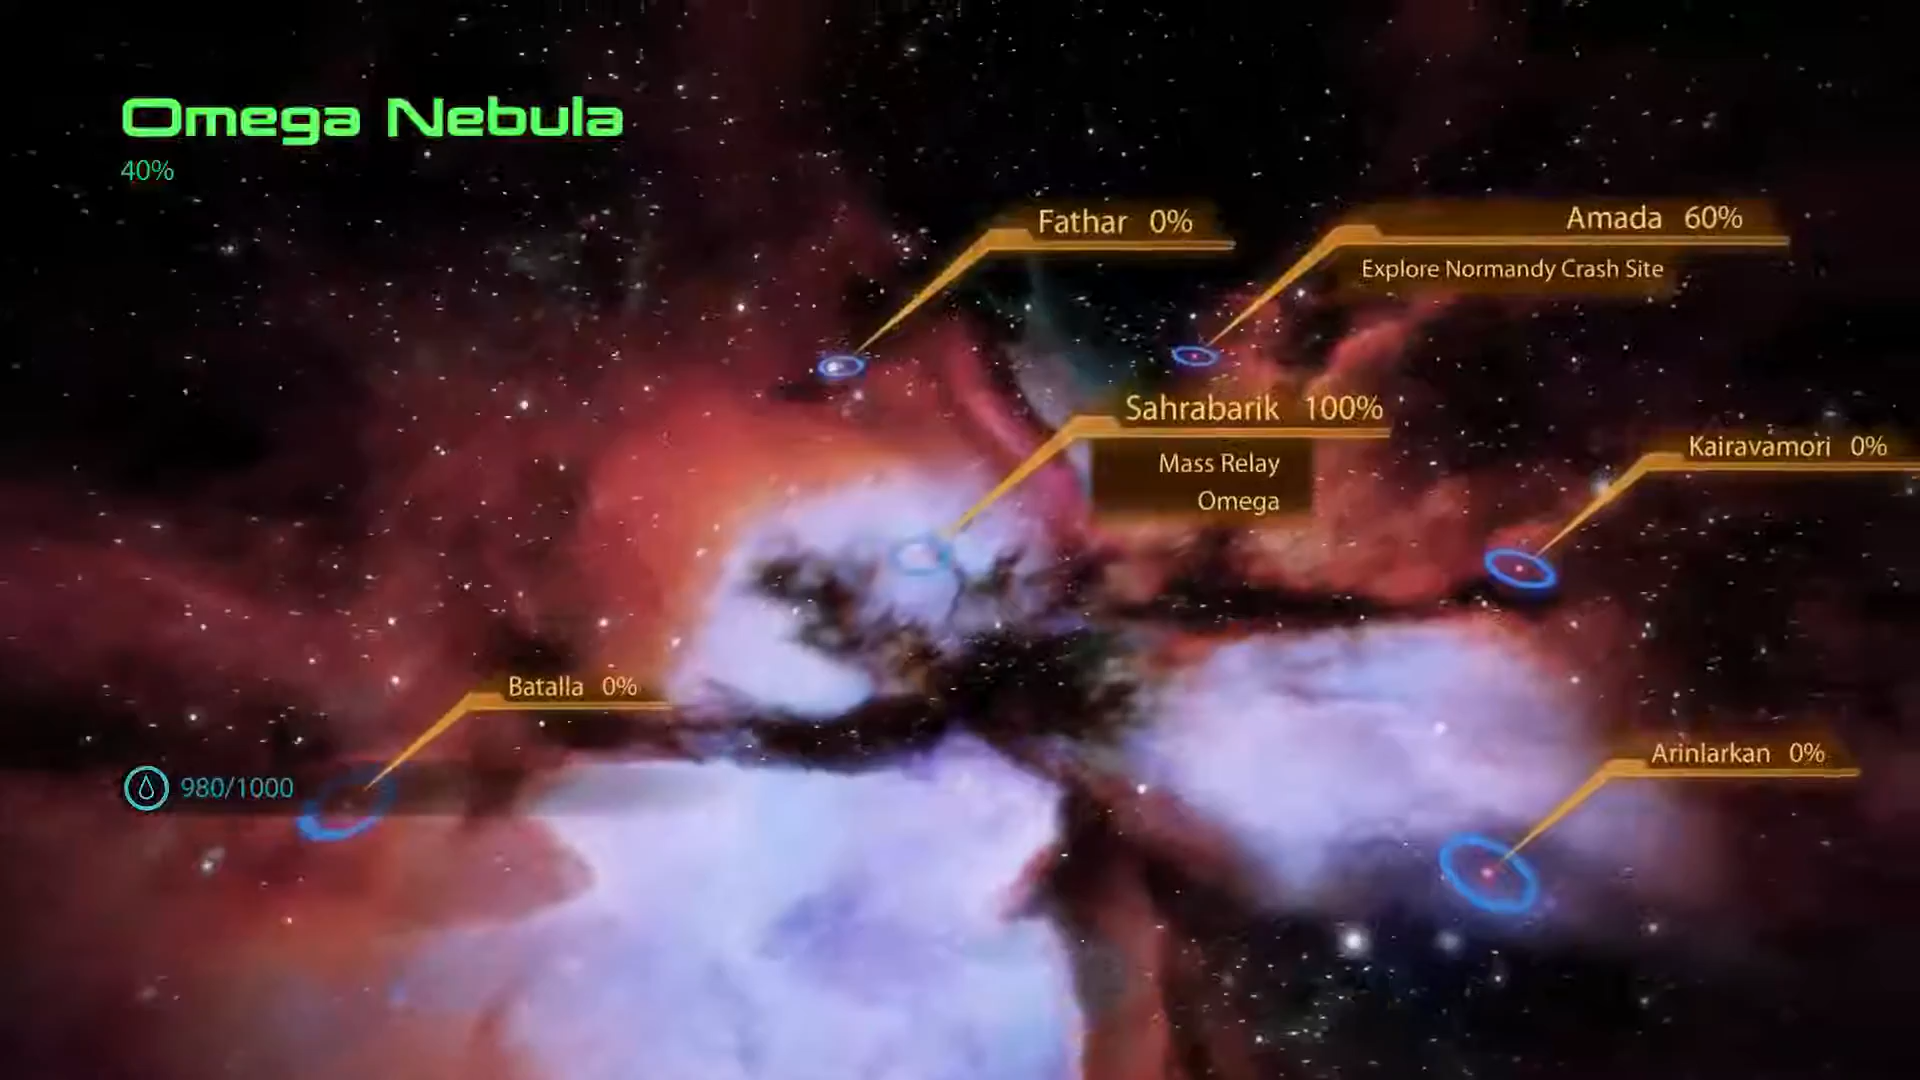 Omega Nebula
40%
Fathar 0%
Amada 60%
Explore Normandy Crash Site
Sahrabarik 100%
Mass Relay
Omega
Kairavamori 0%
Batalla 0%
Arinlarkan 0%
980/1000